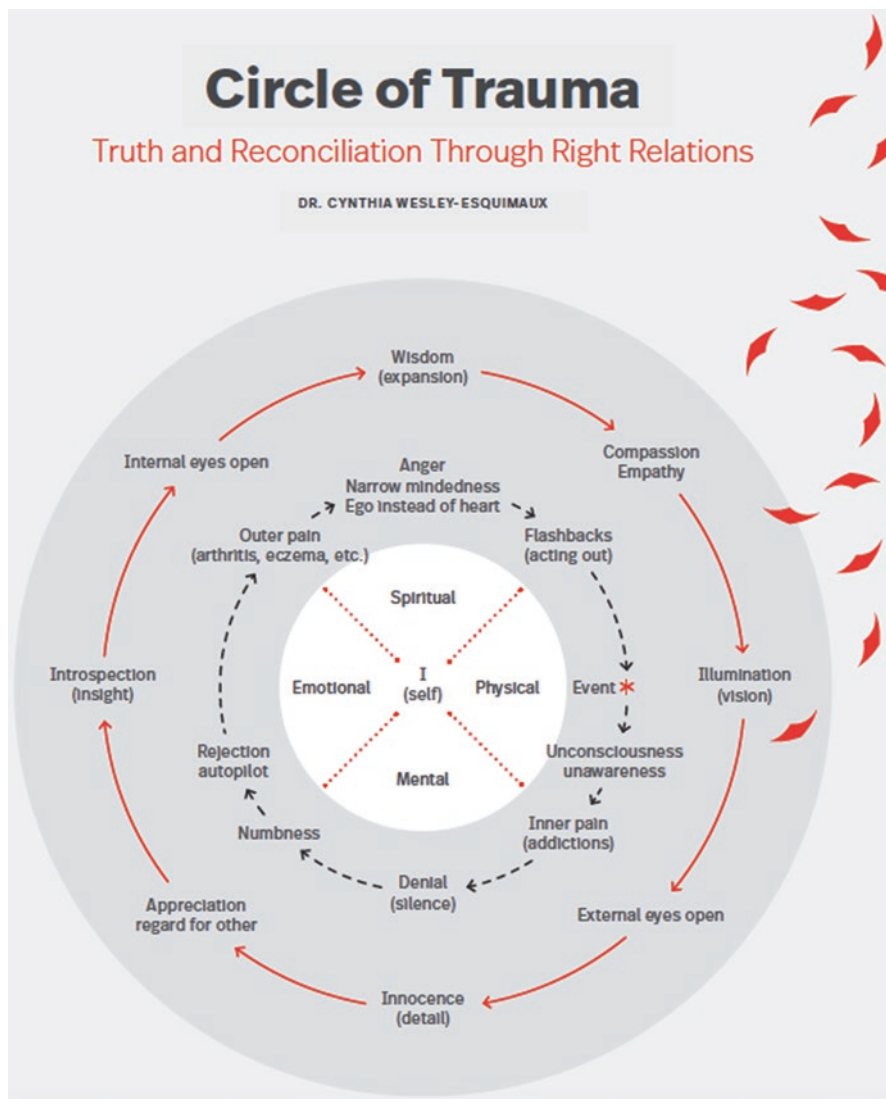 Circle of Trauma
Truth and Reconciliation Through Right Relations
DR. CYNTHIA WESLEY-ESQUIMAUX
Wisdom
(expansion)
Compassion
Empathy
Illumination
(vision)
External eyes open
Innocence
(detail)
Appreciation
regard for other
Introspection
(insight)
Internal eyes open
Anger
Narrow mindedness
Ego instead of heart
Flashbacks
(acting out)
Event *
Unconsciousness
unawareness
Inner pain
(addictions)
Denial
(silence)
Numbness
Rejection
autopilot
Outer pain
(arthritis, eczema, etc.)
Spiritual
Physical
Mental
Emotional
I
(self)